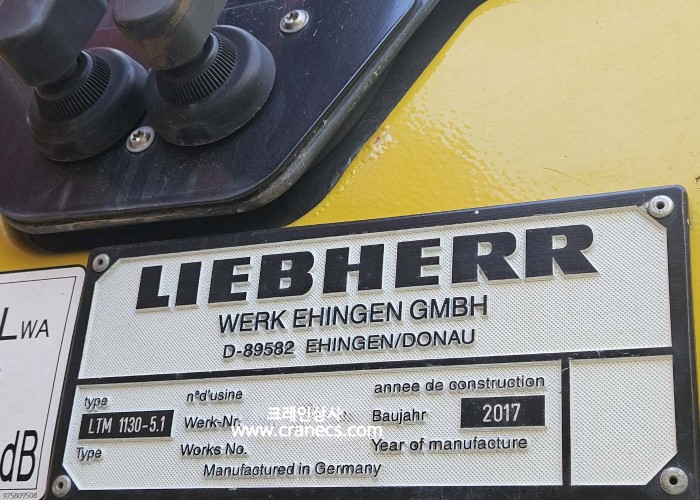 LIEBHERR
WERK EHINGEN GMBH
D-89582 EHINGEN/DONAU
type
LTM 1130-5.1
Type
n°d'usine
Werk-Nr.
Works No.
annee de construction
Baujahr
2017
Year of manufacture
Manufactured in Germany
크레인상사
www.cranecs.com
LWA
dB
975809508